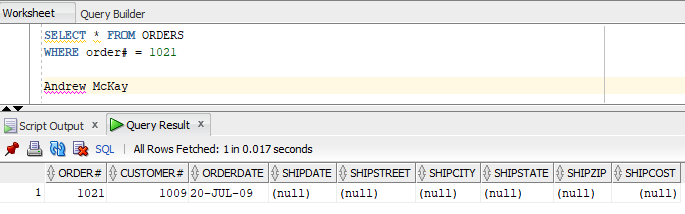 Worksheet Query Builder
SELECT * FROM ORDERS
WHERE order# = 1021
Andrew McKay
Script Output x Query Result x
SQL All Rows Fetched: 1 in 0.017 seconds
ORDER# CUSTOMER# ORDERDATE SHIPDATE SHIPSTREET SHIPCITY SHIPSTATE SHIPZIP SHIPCOST
1 1021 1009 20-JUL-09 (null) (null) (null) (null) (null) (null)